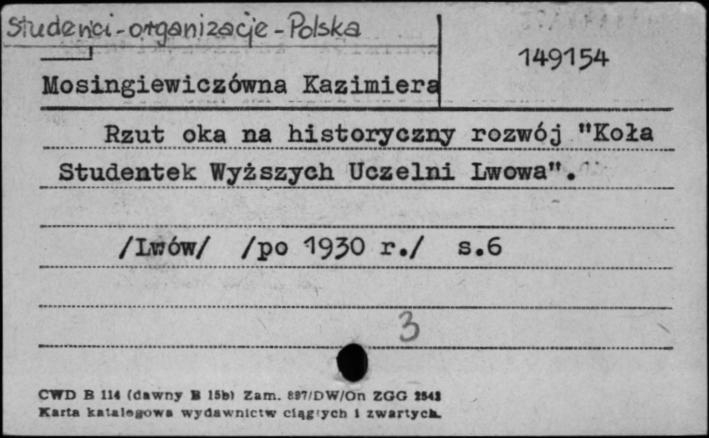 Studenci-organizacje-Polska
149154
Mosingiewiczówna Kazimiera
Rzut oka na historyczny rozwój "Koła
Studentek Wyższych Uczelni Lwowa".
/Lwów/ /po 1930 r./ s.6
3
CWD B 114 (dawny B 15b) Zam. 897/DW/On ZGG
Karta katalogowa wydawnictw ciągłych i zwartych.